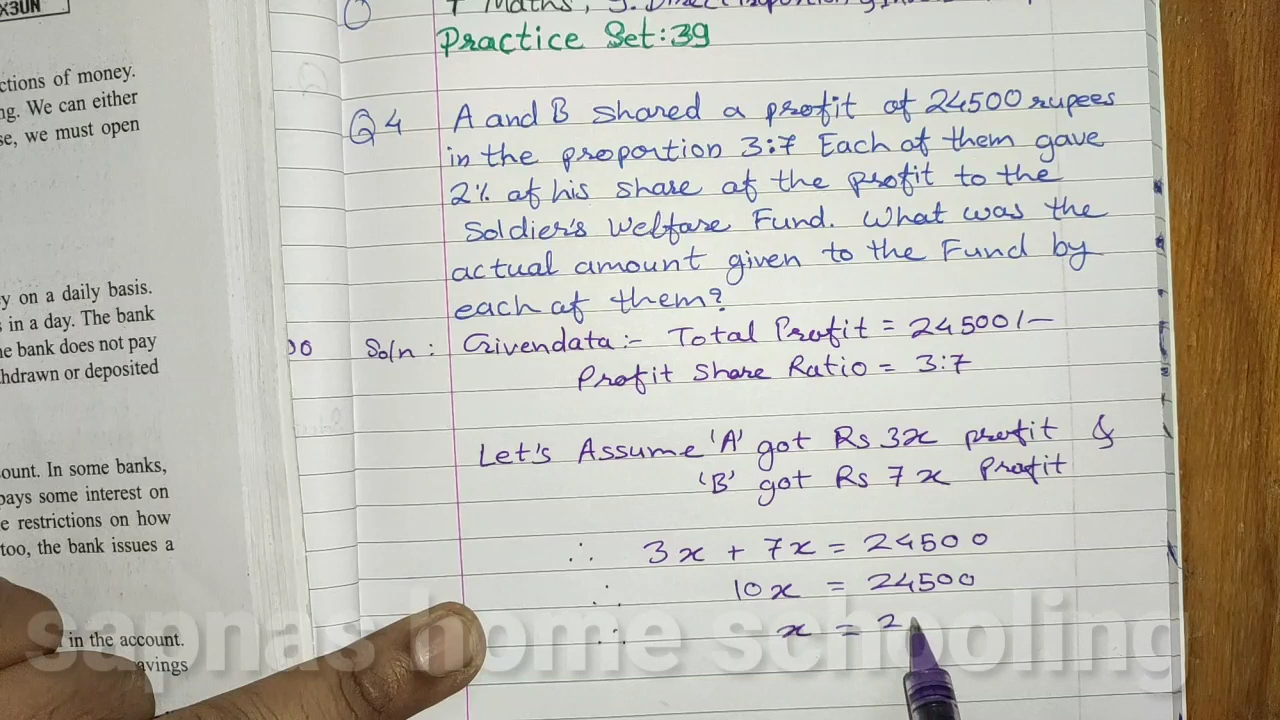 X3UN
7 Maths,
Practice Set:39
ctions of money.
ng. We can either
se, we must open
Q4 A and B shared a profit of 24500 rupees
in the proportion 3:7 Each of them gave
2% of his share of the profit to the
Soldier's Welfare Fund. What was the
actual amount given to the Fund by
each of them?
y on a daily basis.
s in a day. The bank
he bank does not pay
hdrawn or deposited
Soln: Givendata:- Total Profit = 24500/-
Profit Share Ratio = 3:7
Let's Assume 'A' got Rs 3x profit &
'B' got Rs 7x Profit
ount. In some banks,
pays some interest on
e restrictions on how
too, the bank issues a
∴ 3x + 7x = 24500
∴ 10x = 24500
∴ x = 2
in the account.
avings
sapnas home schooling